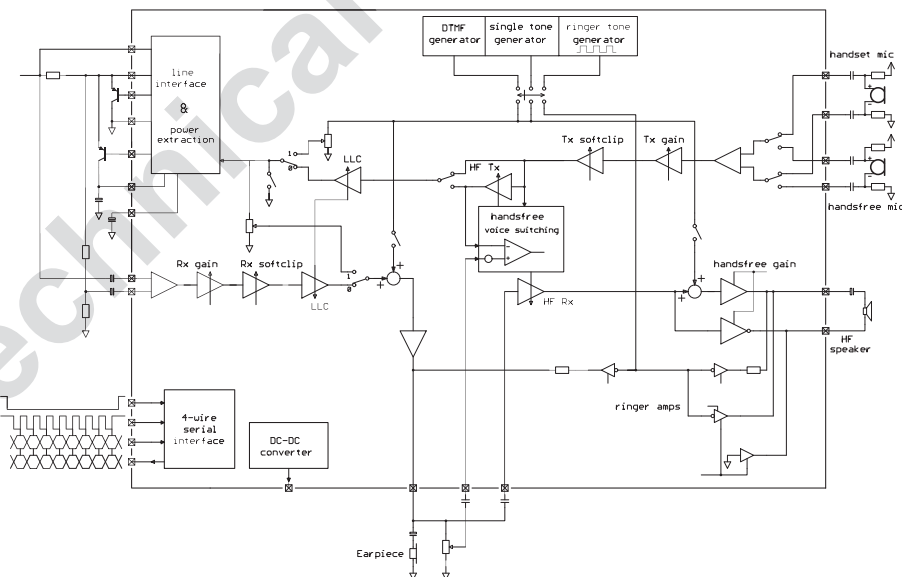 DTMF
generator
single tone
generator
ringer tone
generator
handset mic
+
-
line
interface
&
power
extraction
1
0
LLC
HF Tx
Tx softclip
Tx gain
+
-
handsfree mic
handsfree
voice switching
-
+
Rx gain
Rx softclip
LLC
1
0
+
+
HF Rx
+
+
handsfree gain
HF
speaker
ringer amps
4-wire
serial
interface
DC-DC
converter
Earpiece
Technical